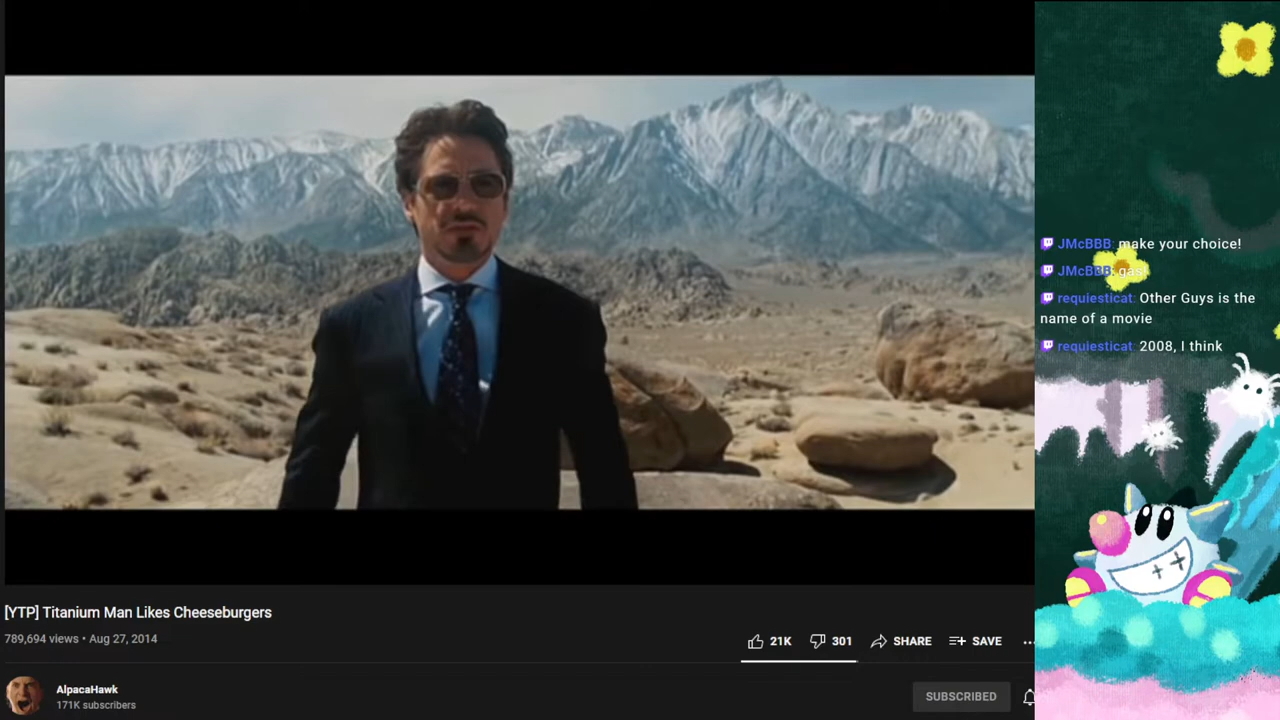 JMcBBB: make your choice!
JMcBBB: gas!
requiesticat: Other Guys is the
name of a movie
requiesticat: 2008, I think
[YTP] Titanium Man Likes Cheeseburgers
789,694 views • Aug 27, 2014
21K 301 SHARE SAVE
AlpacaHawk
171K subscribers
SUBSCRIBED